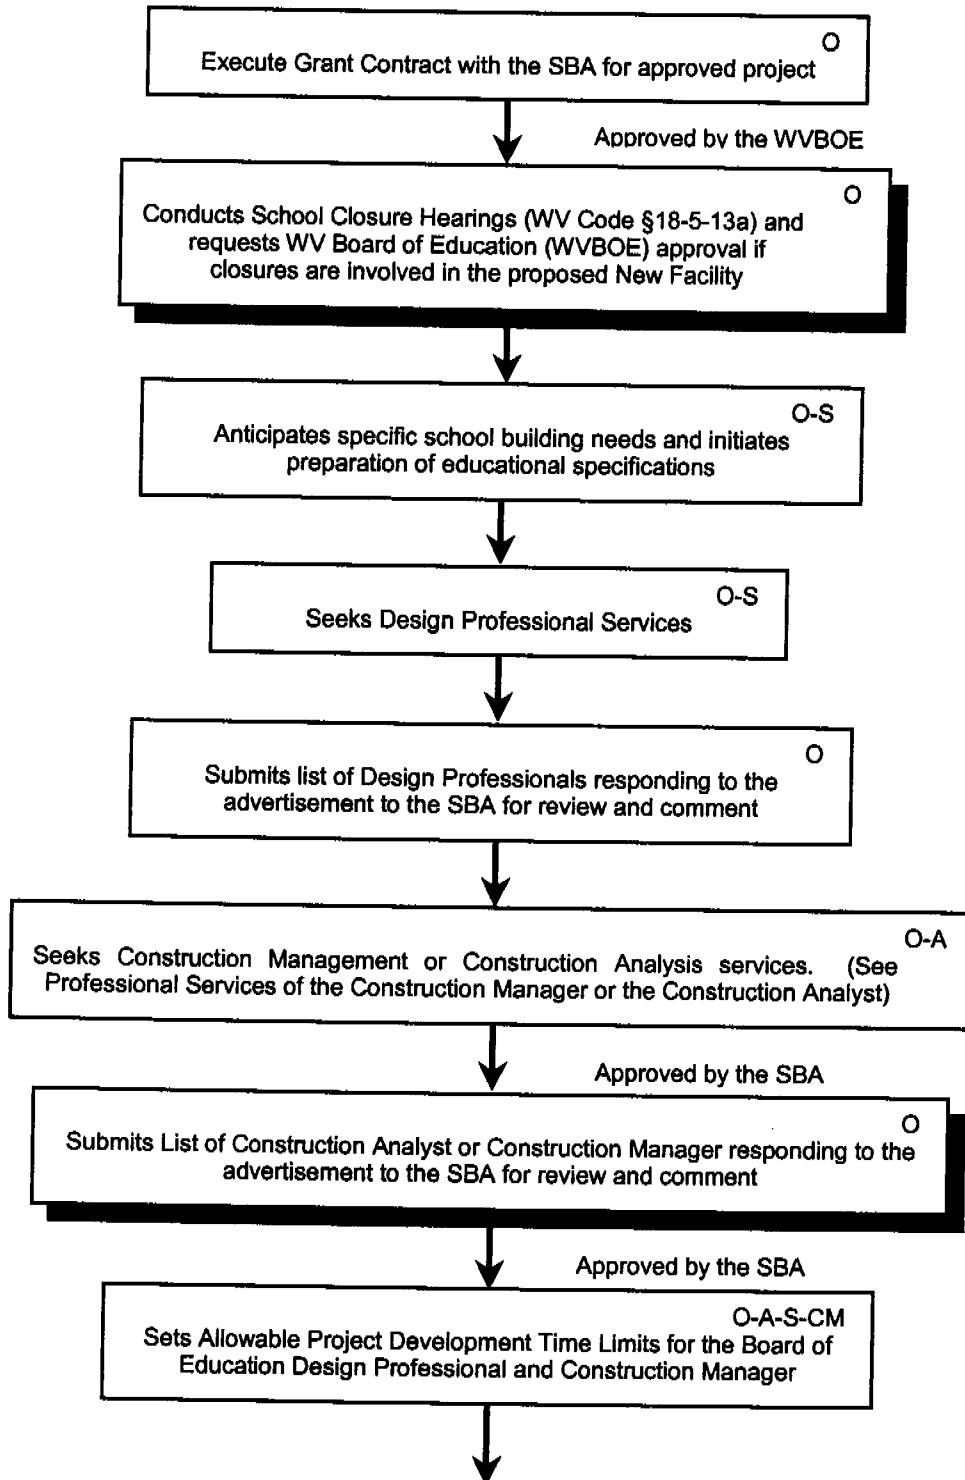 O
Execute Grant Contract with the SBA for approved project
Approved by the WVBOE
O
Conducts School Closure Hearings (WV Code §18-5-13a) and
requests WV Board of Education (WVBOE) approval if
closures are involved in the proposed New Facility
O-S
Anticipates specific school building needs and initiates
preparation of educational specifications
O-S
Seeks Design Professional Services
O
Submits list of Design Professionals responding to the
advertisement to the SBA for review and comment
O-A
Seeks Construction Management or Construction Analysis services. (See
Professional Services of the Construction Manager or the Construction Analyst)
Approved by the SBA
O
Submits List of Construction Analyst or Construction Manager responding to the
advertisement to the SBA for review and comment
Approved by the SBA
O-A-S-CM
Sets Allowable Project Development Time Limits for the Board of
Education Design Professional and Construction Manager